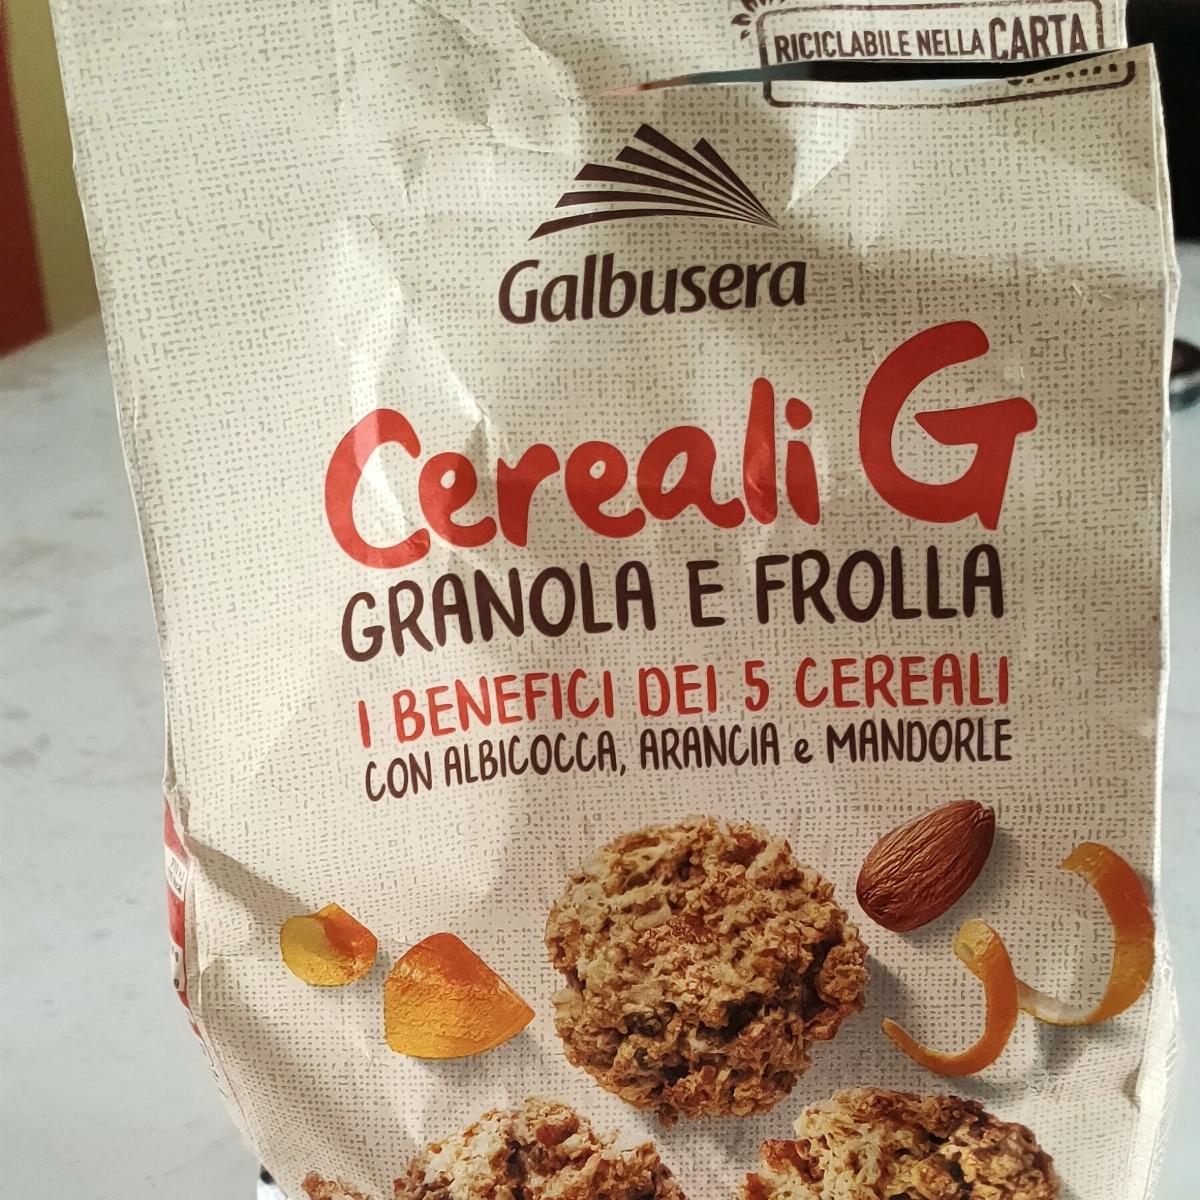 RICICLABILE NELLA CARTA
Galbusera
Cereali G
GRANOLA E FROLLA
I BENEFICI DEI 5 CEREALI
CON ALBICOCCA, ARANCIA e MANDORLE